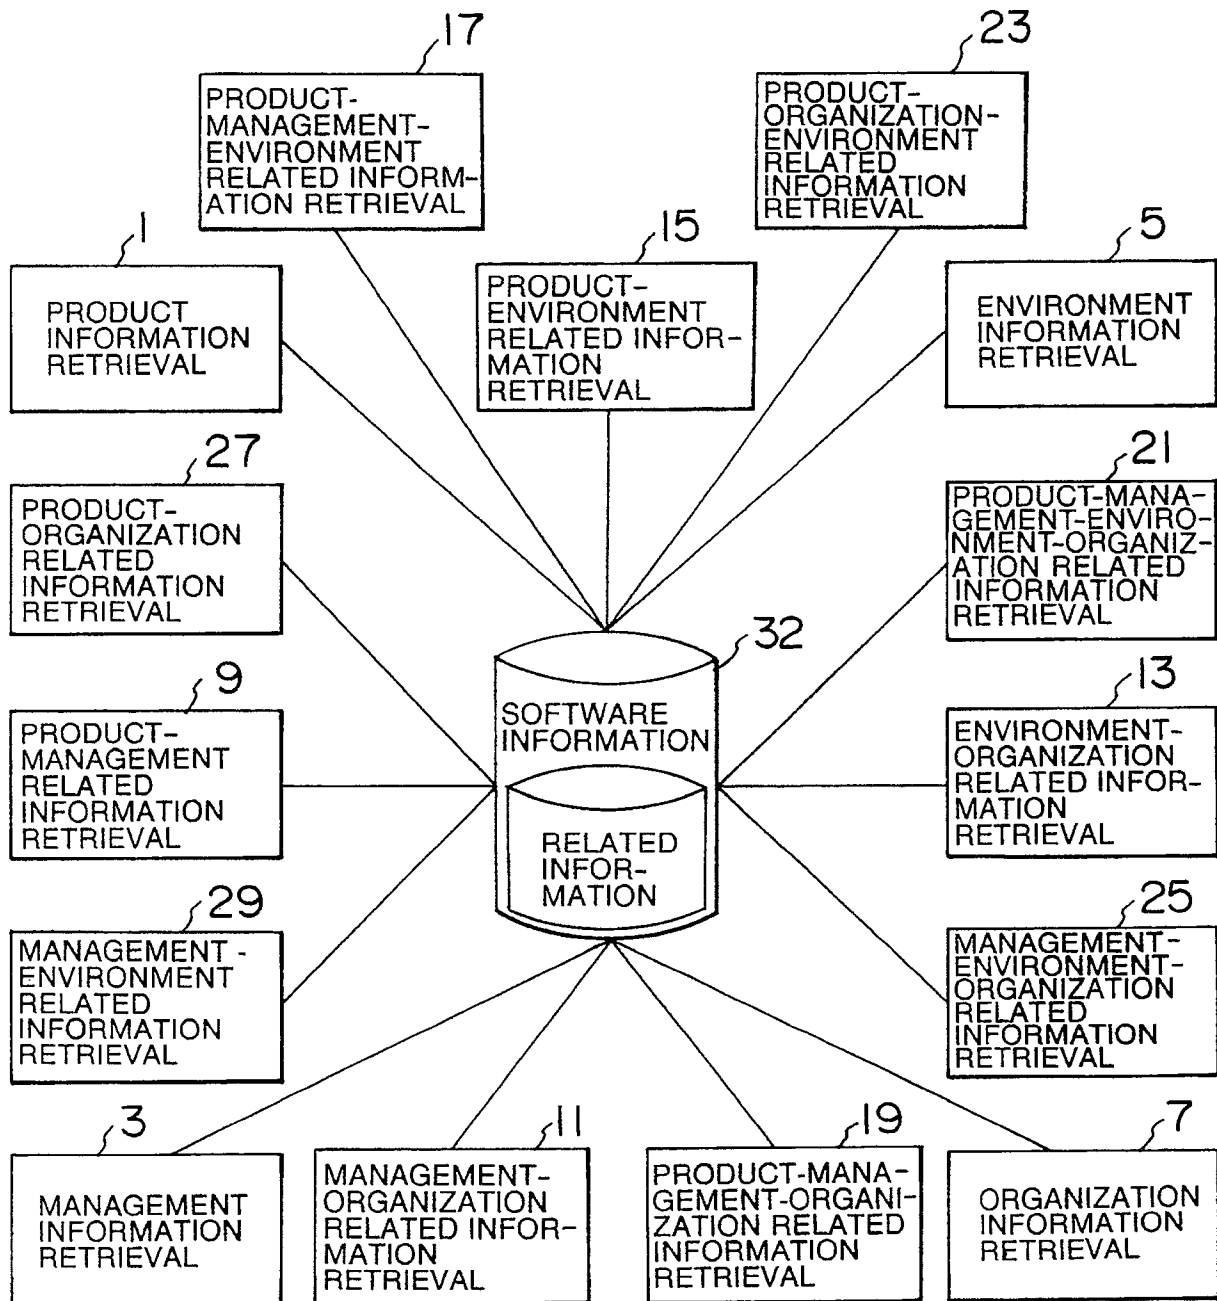 17
PRODUCT-
MANAGEMENT-
ENVIRONMENT
RELATED INFORM-
ATION RETRIEVAL
23
PRODUCT-
ORGANIZATION-
ENVIRONMENT
RELATED
INFORMATION
RETRIEVAL
1
PRODUCT
INFORMATION
RETRIEVAL
15
PRODUCT-
ENVIRONMENT
RELATED INFOR-
MATION
RETRIEVAL
5
ENVIRONMENT
INFORMATION
RETRIEVAL
27
PRODUCT-
ORGANIZATION
RELATED
INFORMATION
RETRIEVAL
21
PRODUCT-MANA-
GEMENT-ENVIRO-
NMENT-ORGANIZ-
ATION RELATED
INFORMATION
RETRIEVAL
32
SOFTWARE
INFORMATION
RELATED
INFOR-
MATION
9
PRODUCT-
MANAGEMENT
RELATED
INFORMATION
RETRIEVAL
13
ENVIRONMENT-
ORGANIZATION
RELATED INFOR-
MATION
RETRIEVAL
29
MANAGEMENT-
ENVIRONMENT
RELATED
INFORMATION
RETRIEVAL
25
MANAGEMENT-
ENVIRONMENT-
ORGANIZATION
RELATED
INFORMATION
RETRIEVAL
3
MANAGEMENT
INFORMATION
RETRIEVAL
11
MANAGEMENT-
ORGANIZATION
RELATED INFOR-
MATION
RETRIEVAL
19
PRODUCT-MANA-
GEMENT-ORGANI-
ZATION RELATED
INFORMATION
RETRIEVAL
7
ORGANIZATION
INFORMATION
RETRIEVAL